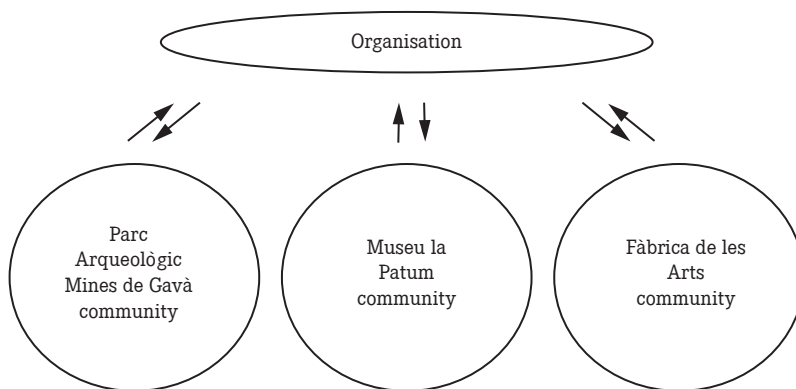 Organisation
Parc
Arqueològic
Mines de Gavà
community
Museu la
Patum
community
Fàbrica de les
Arts
community